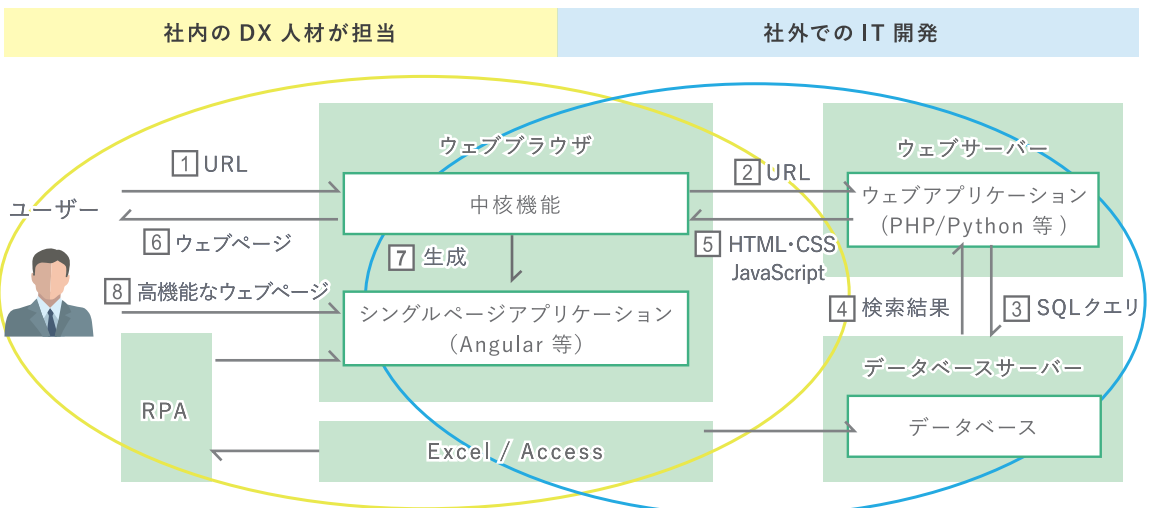 社内のDX人材が担当
社外でのIT開発
ウェブブラウザ
ウェブサーバー
1 URL
2 URL
ユーザー
中核機能
ウェブアプリケーション
(PHP/Python 等)
6 ウェブページ
7 生成
5 HTML・CSS
JavaScript
8 高機能なウェブページ
シングルページアプリケーション
(Angular 等)
4 検索結果
3 SQLクエリ
データベースサーバー
RPA
データベース
Excel / Access